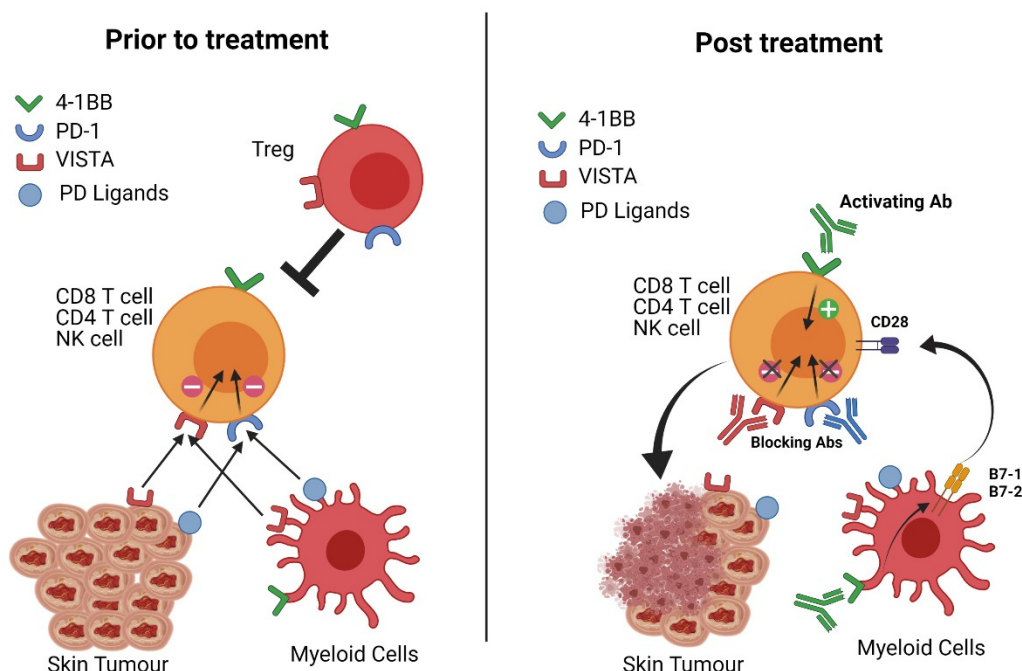 Prior to treatment
4-1BB
PD-1
VISTA
PD Ligands
Treg
CD8 T cell
CD4 T cell
NK cell
Skin Tumour
Myeloid Cells
Post treatment
4-1BB
PD-1
VISTA
PD Ligands
Activating Ab
CD8 T cell
CD4 T cell
NK cell
CD28
Blocking Abs
B7-1
B7-2
Skin Tumour
Myeloid Cells